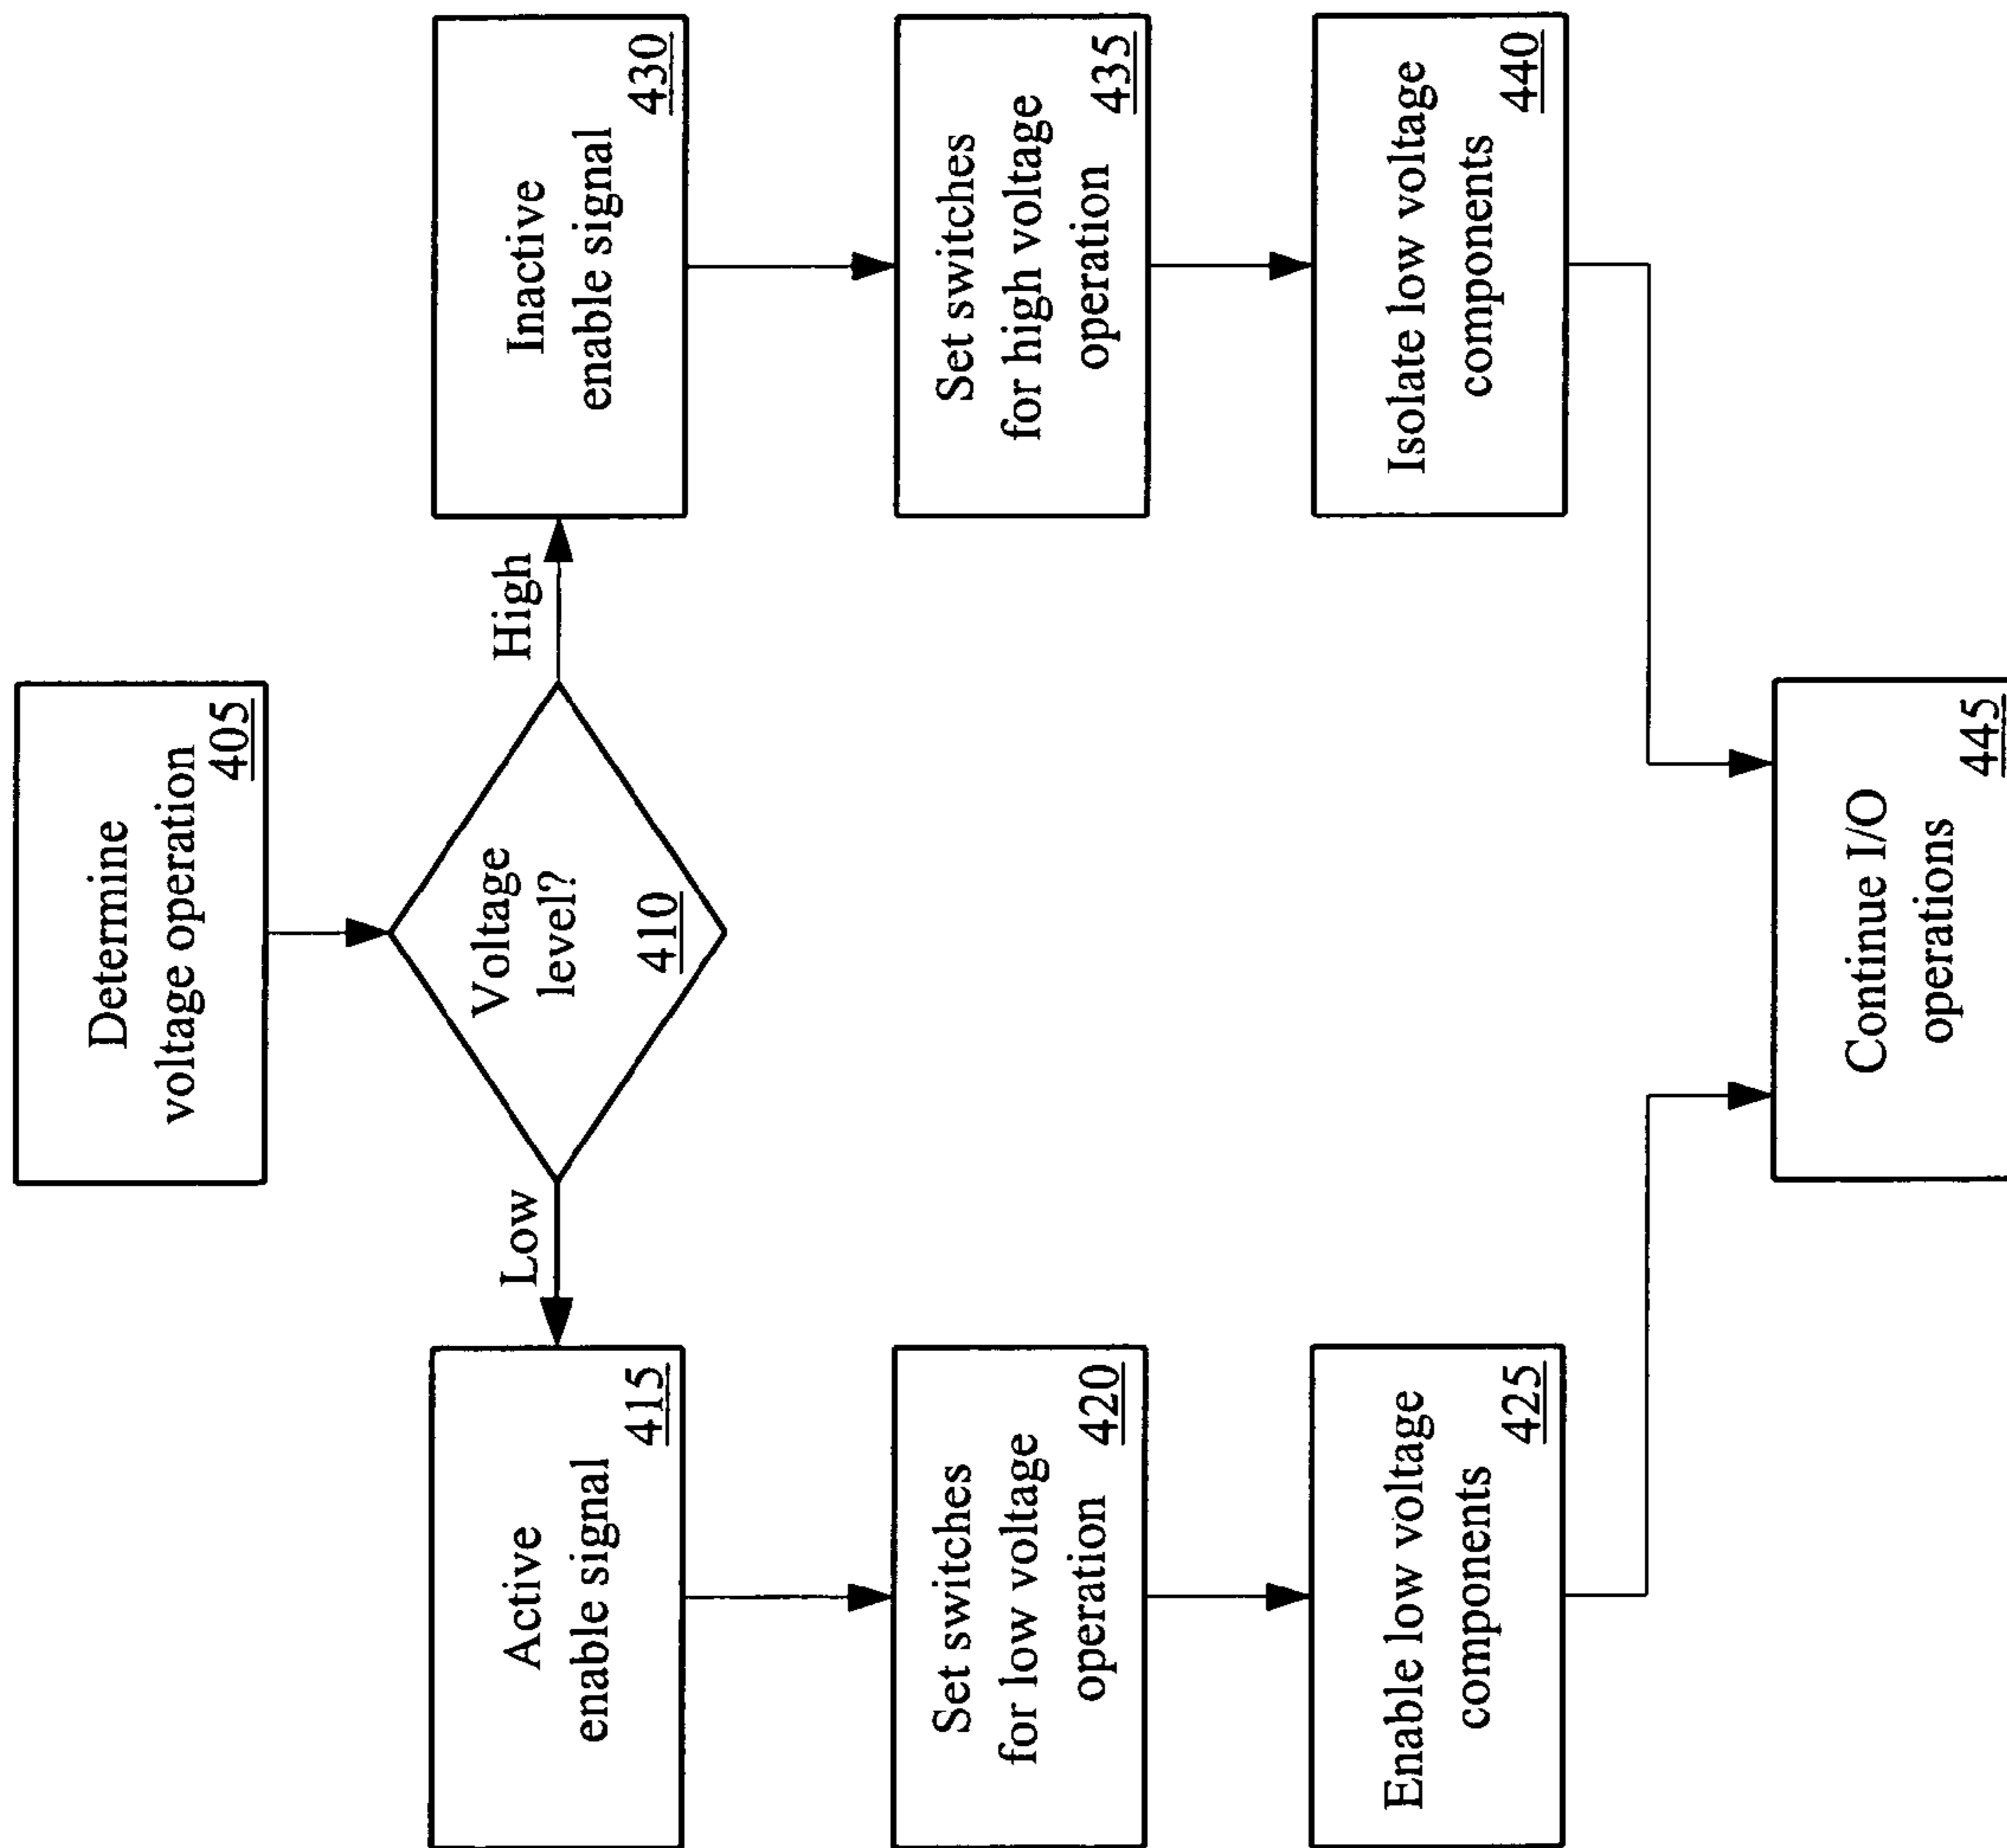 Determine
voltage operation
405
Voltage
level?
410
Low
High
Active
enable signal
415
Set switches
for low voltage
operation
420
Enable low voltage
components
425
Inactive
enable signal
430
Set switches
for high voltage
operation
435
Isolate low voltage
components
440
Continue I/O
operations
445